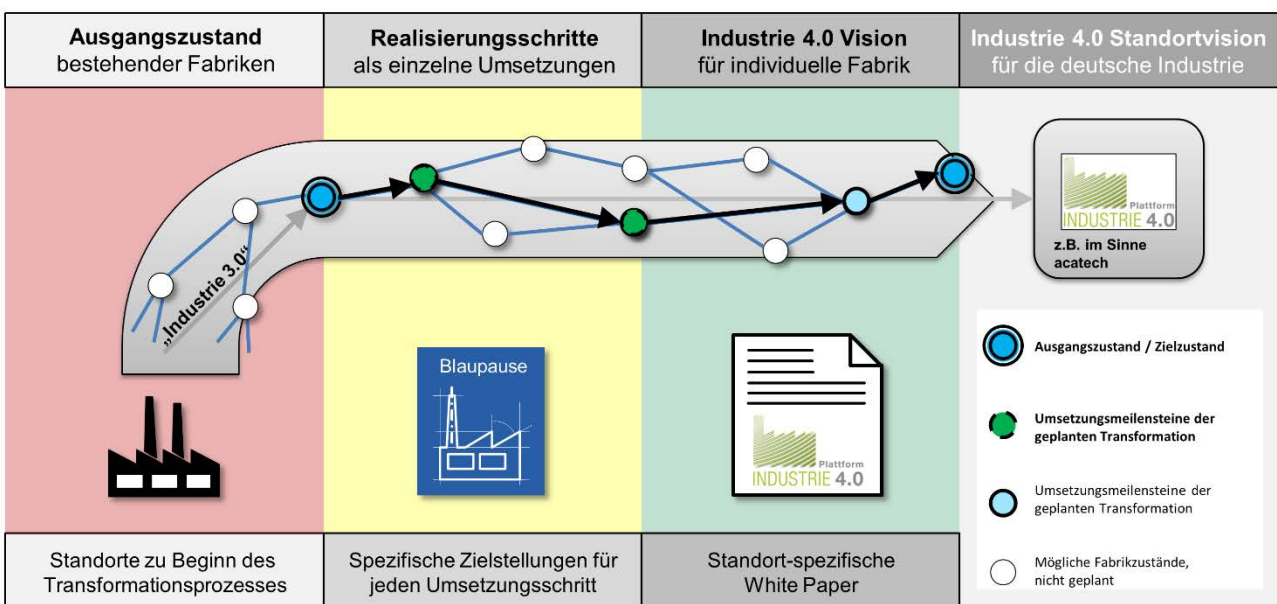 Ausgangszustand
bestehender Fabriken
Realisierungsschritte
als einzelne Umsetzungen
Industrie 4.0 Vision
für individuelle Fabrik
Industrie 4.0 Standortvision
für die deutsche Industrie
„Industrie 3.0“
Plattform
INDUSTRIE 4.0
z.B. im Sinne
acatech
Blaupause
Plattform
INDUSTRIE 4.0
Ausgangszustand / Zielzustand
Umsetzungsmeilensteine der
geplanten Transformation
Umsetzungsmeilensteine der
geplanten Transformation
Mögliche Fabrikzustände,
nicht geplant
Standorte zu Beginn des
Transformationsprozesses
Spezifische Zielstellungen für
jeden Umsetzungsschritt
Standort-spezifische
White Paper